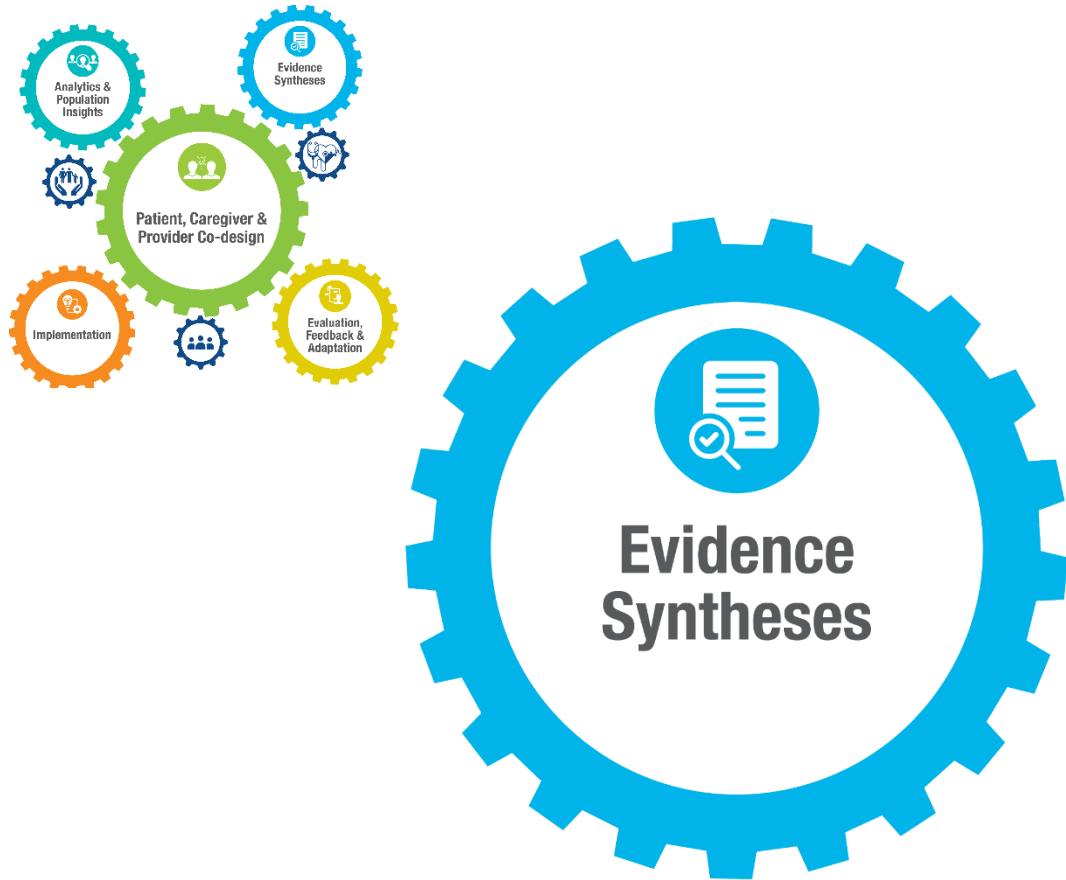 Analytics &
Population
Insights
Evidence
Syntheses
Patient, Caregiver &
Provider Co-design
Implementation
Evaluation,
Feedback &
Adaptation
Evidence
Syntheses